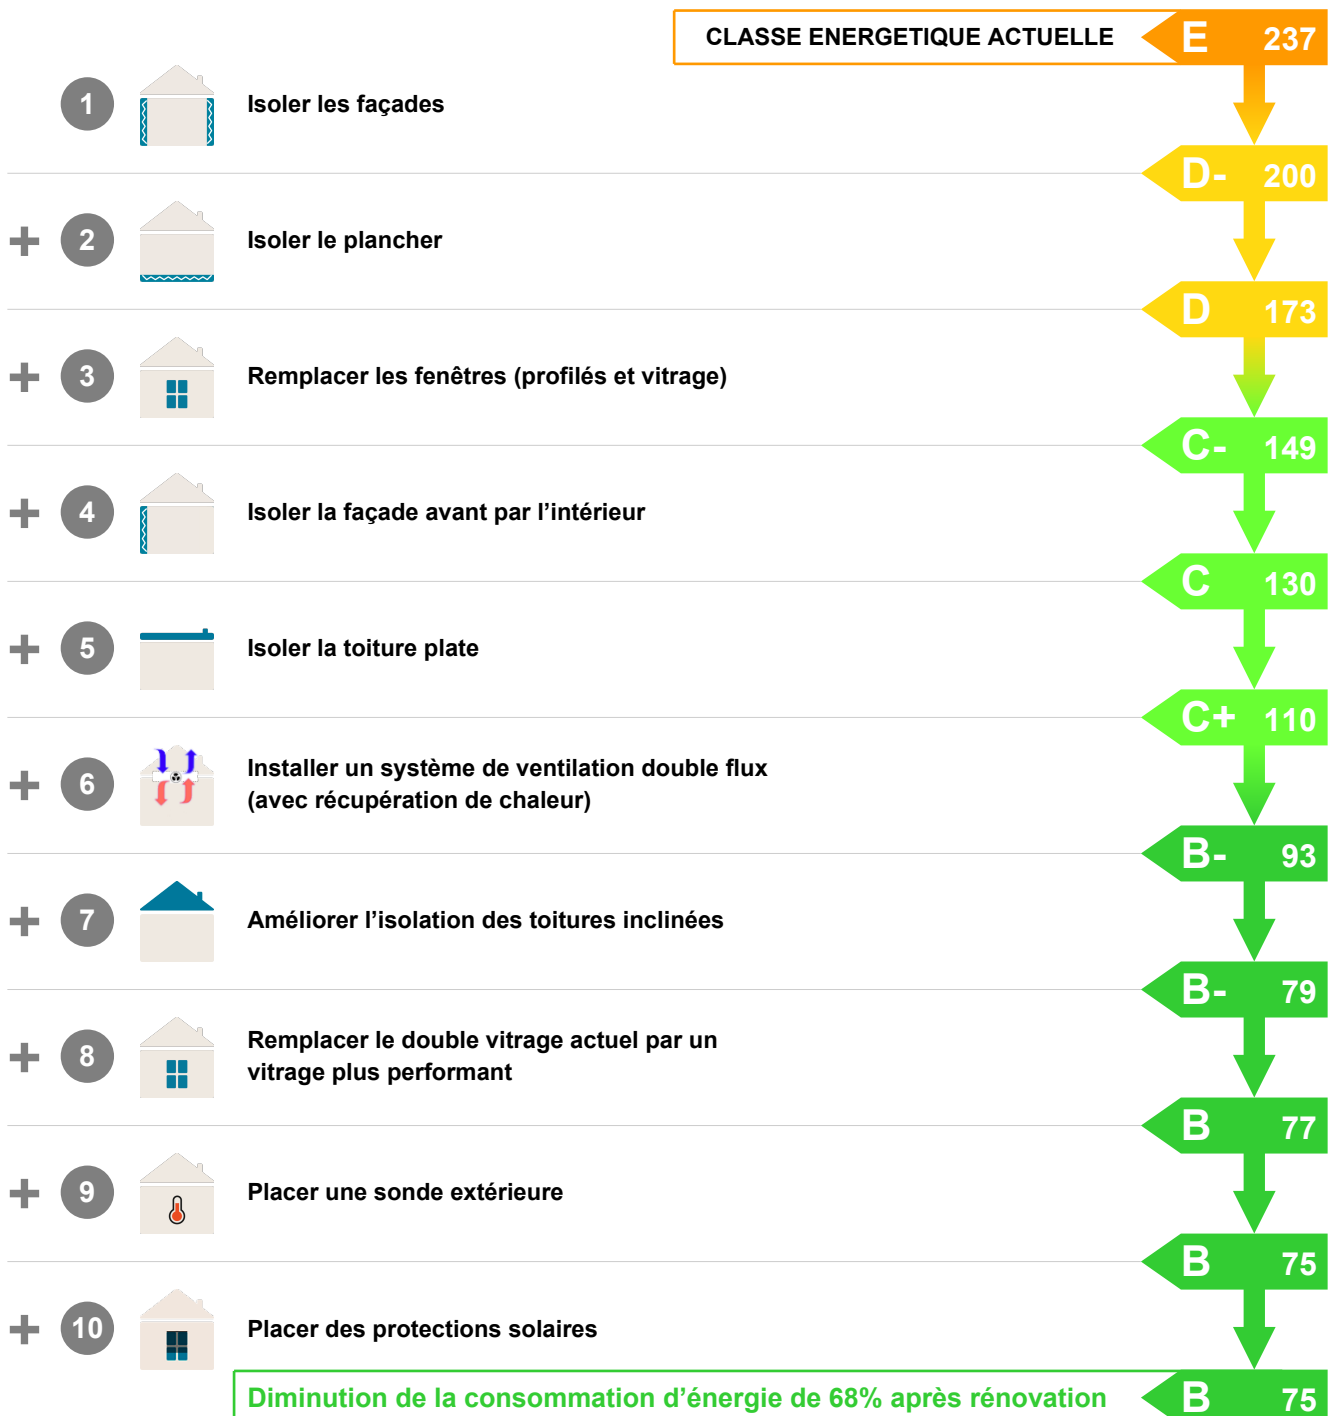 CLASSE ENERGETIQUE ACTUELLE E 237
1 Isoler les façades
D- 200
+ 2 Isoler le plancher
D 173
+ 3 Remplacer les fenêtres (profilés et vitrage)
C- 149
+ 4 Isoler la façade avant par l’intérieur
C 130
+ 5 Isoler la toiture plate
C+ 110
+ 6 Installer un système de ventilation double flux
(avec récupération de chaleur)
B- 93
+ 7 Améliorer l’isolation des toitures inclinées
B- 79
+ 8 Remplacer le double vitrage actuel par un
vitrage plus performant
B 77
+ 9 Placer une sonde extérieure
B 75
+ 10 Placer des protections solaires
Diminution de la consommation d’énergie de 68% après rénovation B 75